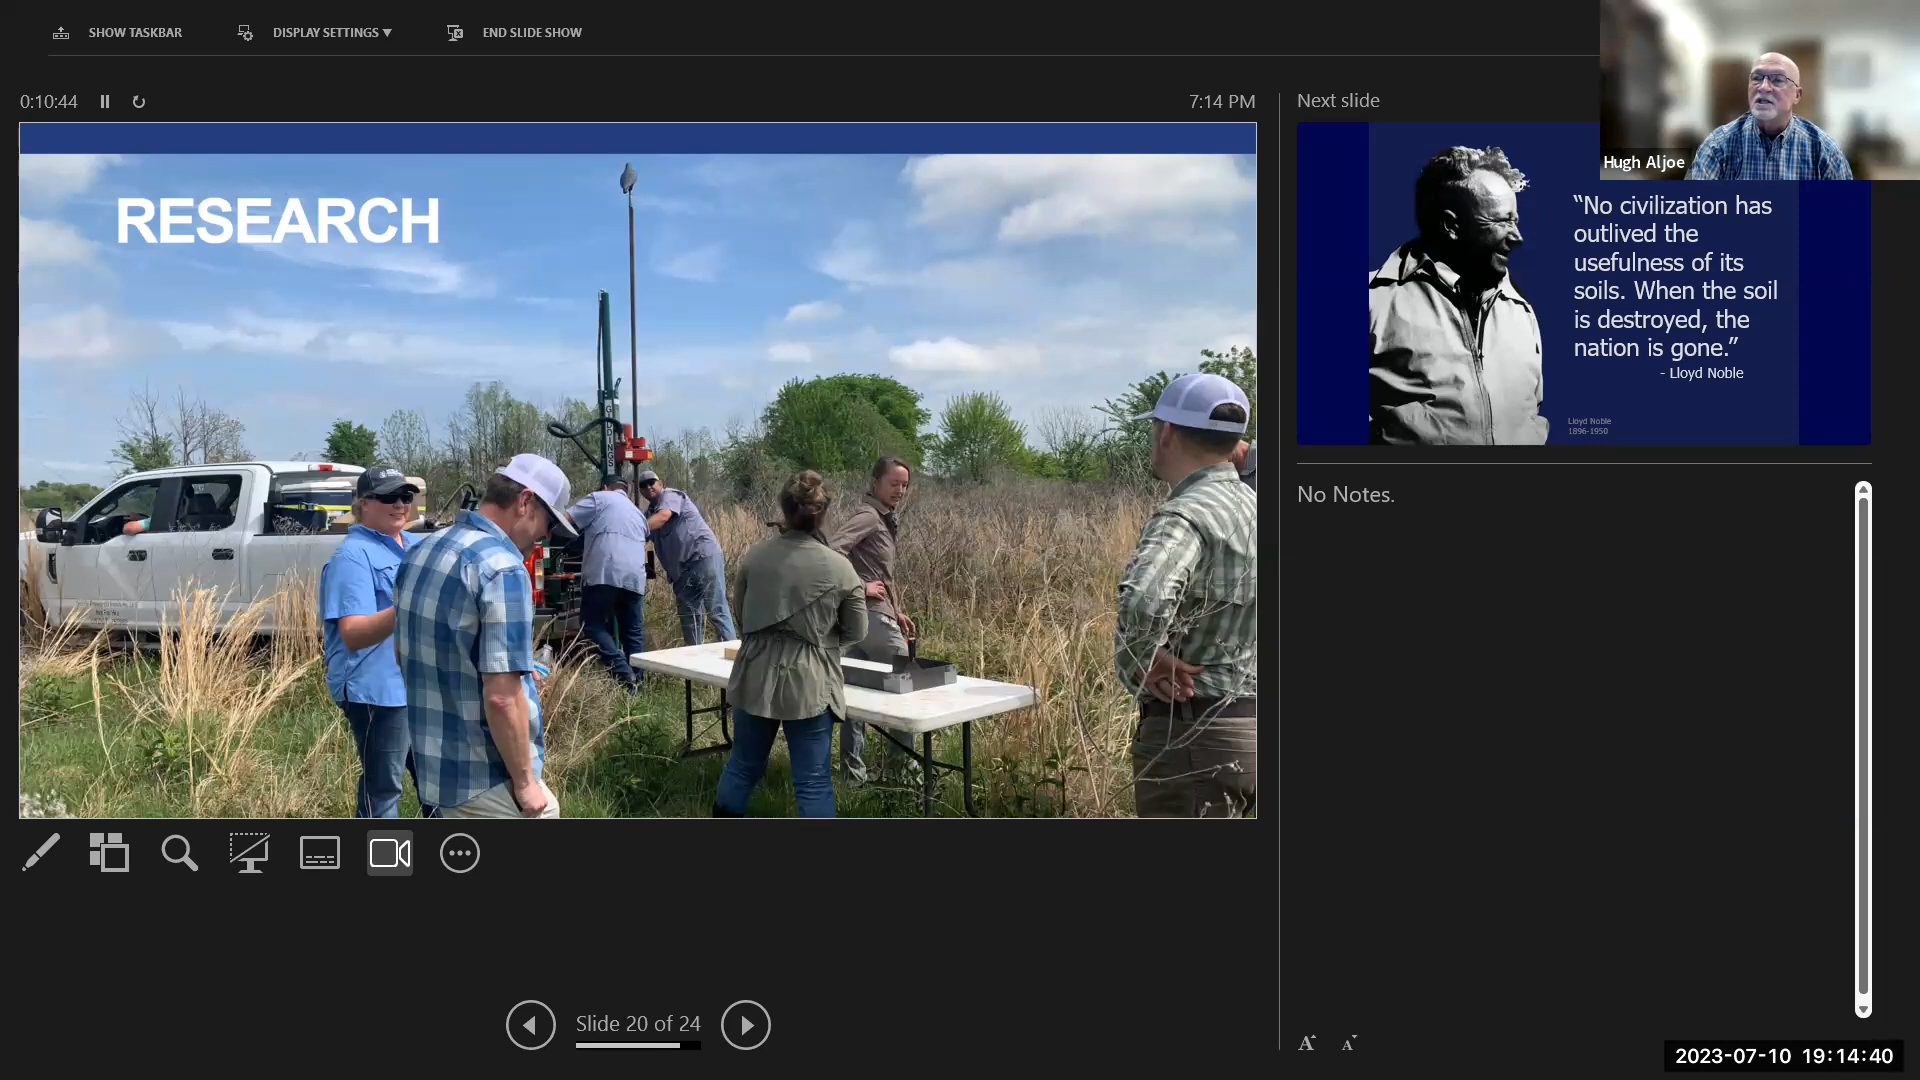 SHOW TASKBAR
DISPLAY SETTINGS
END SLIDE SHOW
0:10:44
7:14 PM
Next slide
Hugh Aljoe
RESEARCH
GIDDINGS
“No civilization has
outlived the
usefulness of its
soils. When the soil
is destroyed, the
nation is gone.”
- Lloyd Noble
Lloyd Noble
1896-1950
No Notes.
Slide 20 of 24
A A
2023-07-10 19:14:40